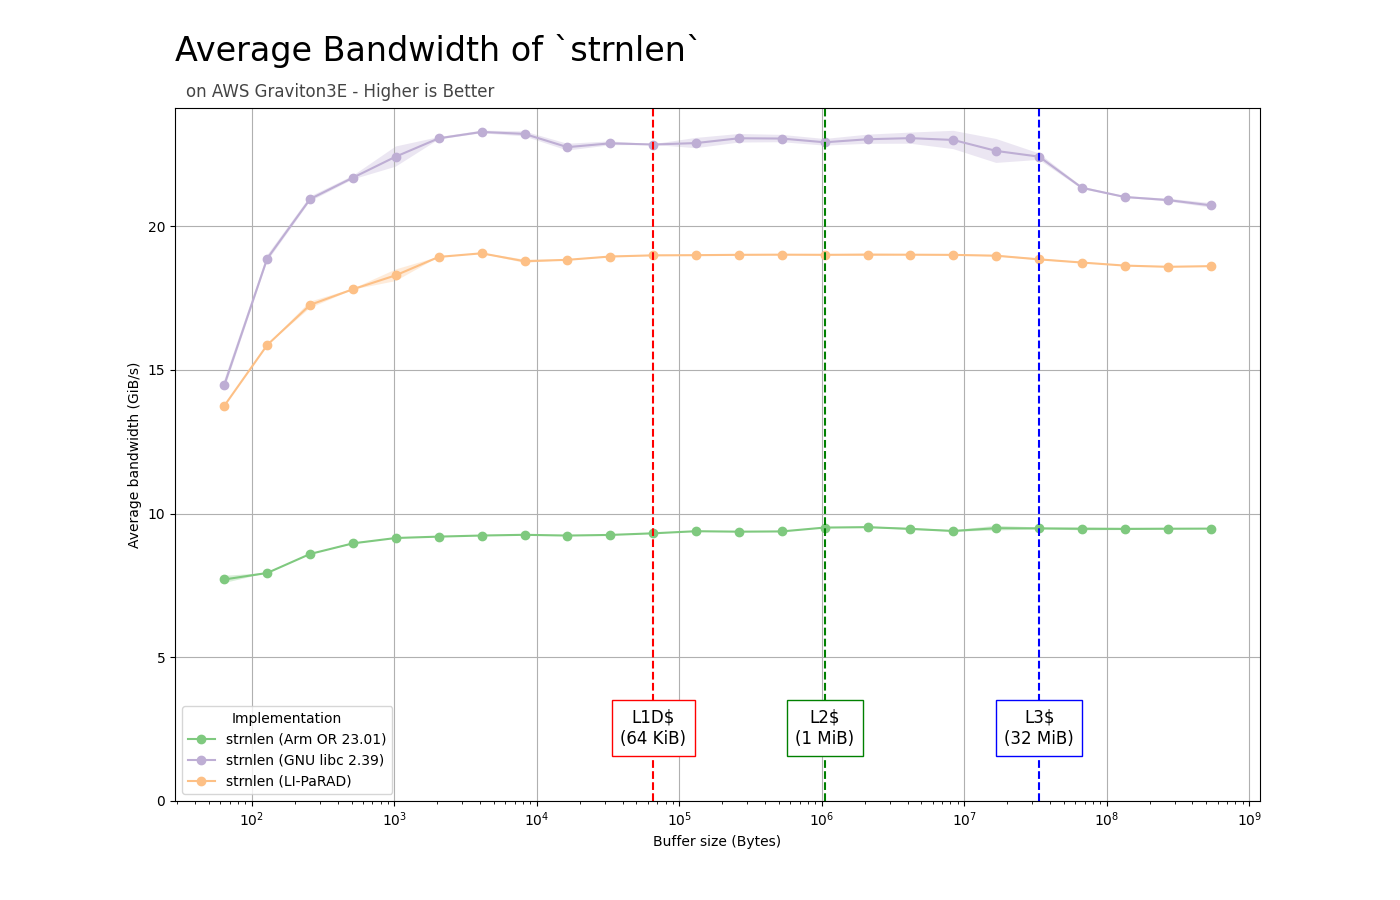 Average Bandwidth of `strnlen`
on AWS Graviton3E - Higher is Better
Average bandwidth (GiB/s)
20
15
10
5
0
L1D$
(64 KiB)
L2$
(1 MiB)
L3$
(32 MiB)
Implementation
strnlen (Arm OR 23.01)
strnlen (GNU libc 2.39)
strnlen (LI-PaRAD)
10² 10³ 10⁴ 10⁵ 10⁶ 10⁷ 10⁸ 10⁹
Buffer size (Bytes)